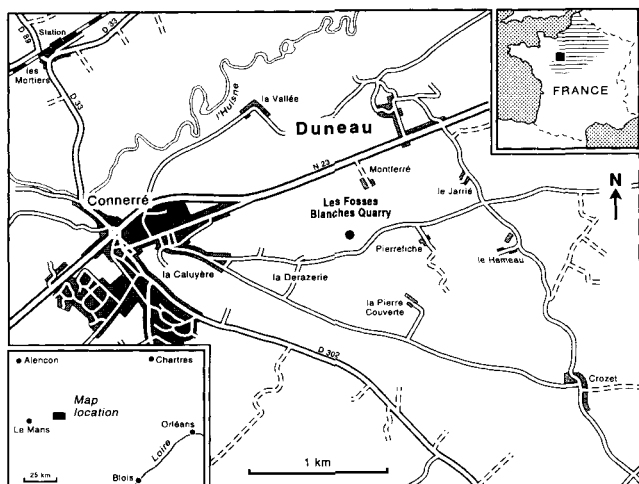 D 89
Station
les
Mortiers
D 33
D 33
l'Huisne
la Vallée
Duneau
FRANCE
N 23
Montferré
le Jarrié
N
Connerré
Les Fosses
Blanches Quarry
Pierrefiche
le Hameau
la Caluyère
la Derazerie
la Pierre
Couverte
D 302
Crozet
Alencon
Chartres
Map
location
Le Mans
Orléans
Loire
Blois
25 km
1 km